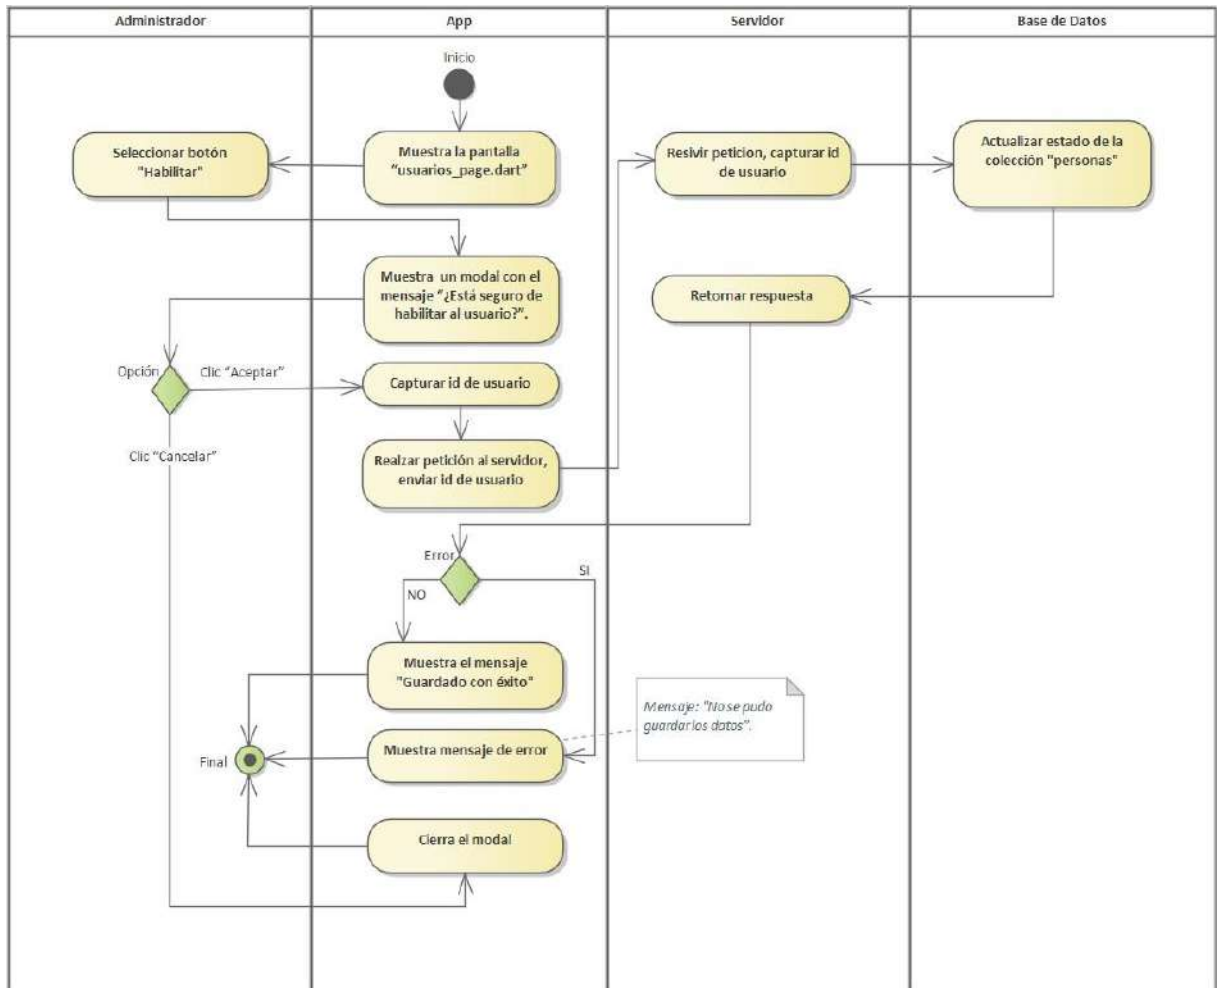 Administrador
App
Servidor
Base de Datos
Inicio
Seleccionar botón
"Habilitar"
Muestra la pantalla
“usuarios_page.dart”
Resivir peticion, capturar id
de usuario
Actualizar estado de la
colección "personas"
Muestra un modal con el
mensaje “¿Está seguro de
habilitar al usuario?”.
Retornar respuesta
Opción
Clic “Aceptar”
Capturar id de usuario
Clic “Cancelar”
Realzar petición al servidor,
enviar id de usuario
Error
SI
NO
Muestra el mensaje
"Guardado con éxito"
Mensaje: "No se pudo
guardar los datos".
Muestra mensaje de error
Final
Cierra el modal